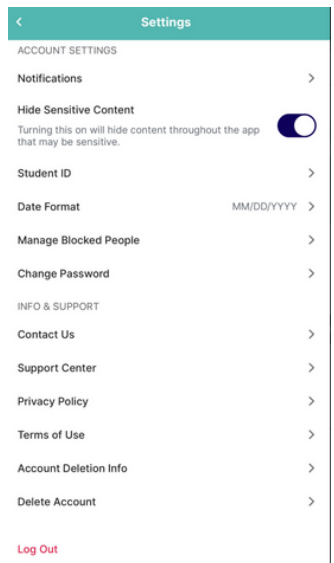 Settings
ACCOUNT SETTINGS
Notifications
Hide Sensitive Content
Turning this on will hide content throughout the app
that may be sensitive.
Student ID
Date Format MM/DD/YYYY
Manage Blocked People
Change Password
INFO & SUPPORT
Contact Us
Support Center
Privacy Policy
Terms of Use
Account Deletion Info
Delete Account
Log Out